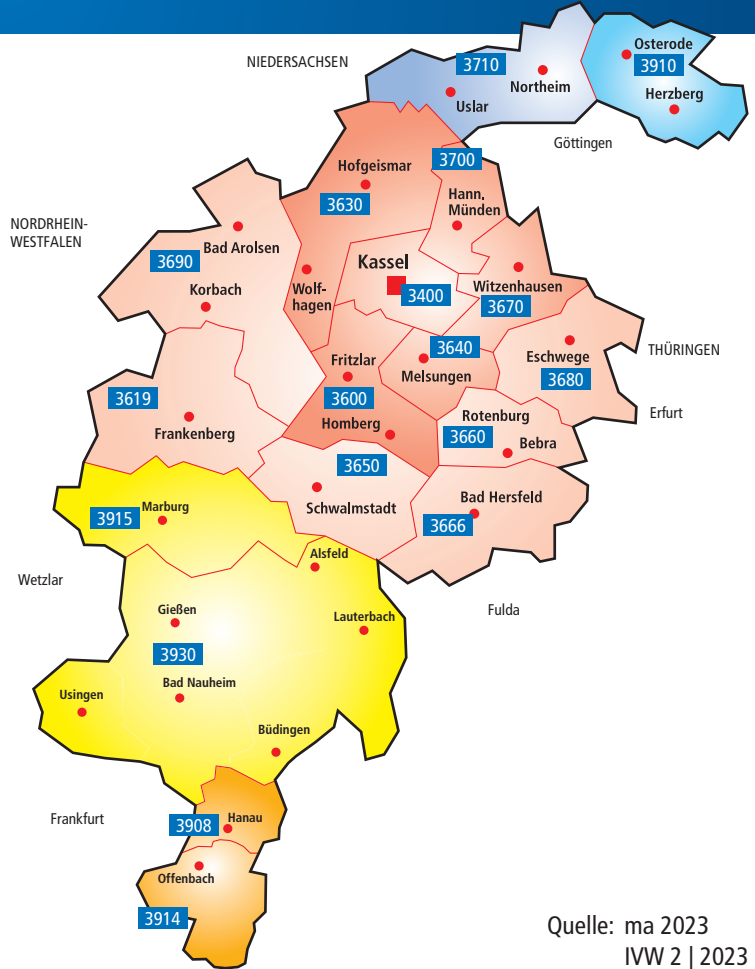 NIEDERSACHSEN
3710
Osterode
3910
Northeim
Uslar
Herzberg
Göttingen
3700
Hofgeismar
3630
Hann.
Münden
NORDRHEIN-
WESTFALEN
Bad Arolsen
3690
Korbach
Kassel
3400
Wolf-
hagen
Witzenhausen
3670
3640
Melsungen
Fritzlar
3600
Homberg
Eschwege
3680
THÜRINGEN
Erfurt
3619
Frankenberg
Rotenburg
3660
Bebra
3650
Schwalmstadt
Bad Hersfeld
3666
Marburg
3915
Alsfeld
Wetzlar
Gießen
Lauterbach
Fulda
3930
Bad Nauheim
Usingen
Büdingen
Frankfurt
Hanau
3908
Offenbach
3914
Quelle: ma 2023
IVW 2 | 2023